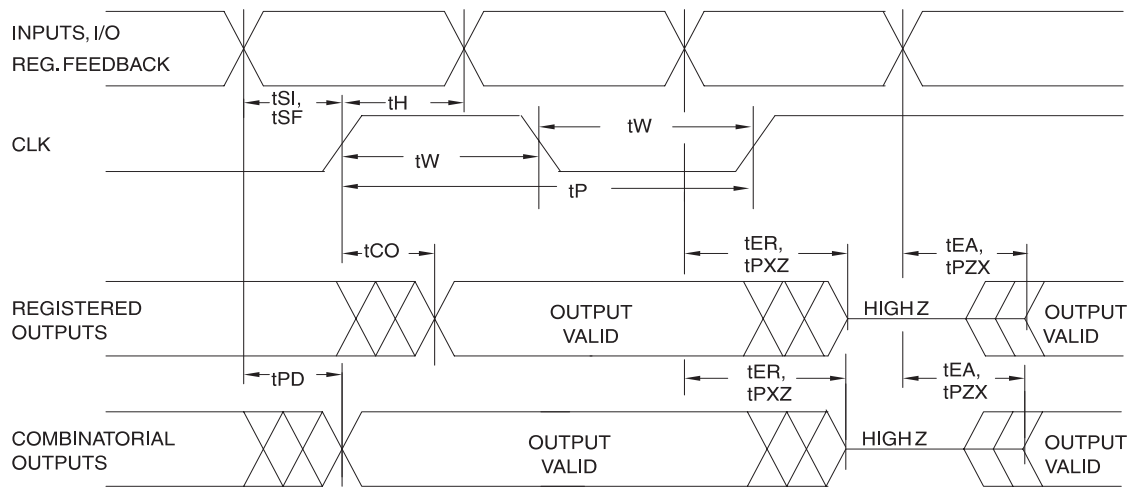 INPUTS, I/O
REG. FEEDBACK
tSI,
tSF
tH
CLK
tW
tW
tP
tCO
tER,
tPXZ
tEA,
tPZX
REGISTERED
OUTPUTS
OUTPUT
VALID
HIGH Z
OUTPUT
VALID
tPD
tER,
tPXZ
tEA,
tPZX
COMBINATORIAL
OUTPUTS
OUTPUT
VALID
HIGH Z
OUTPUT
VALID